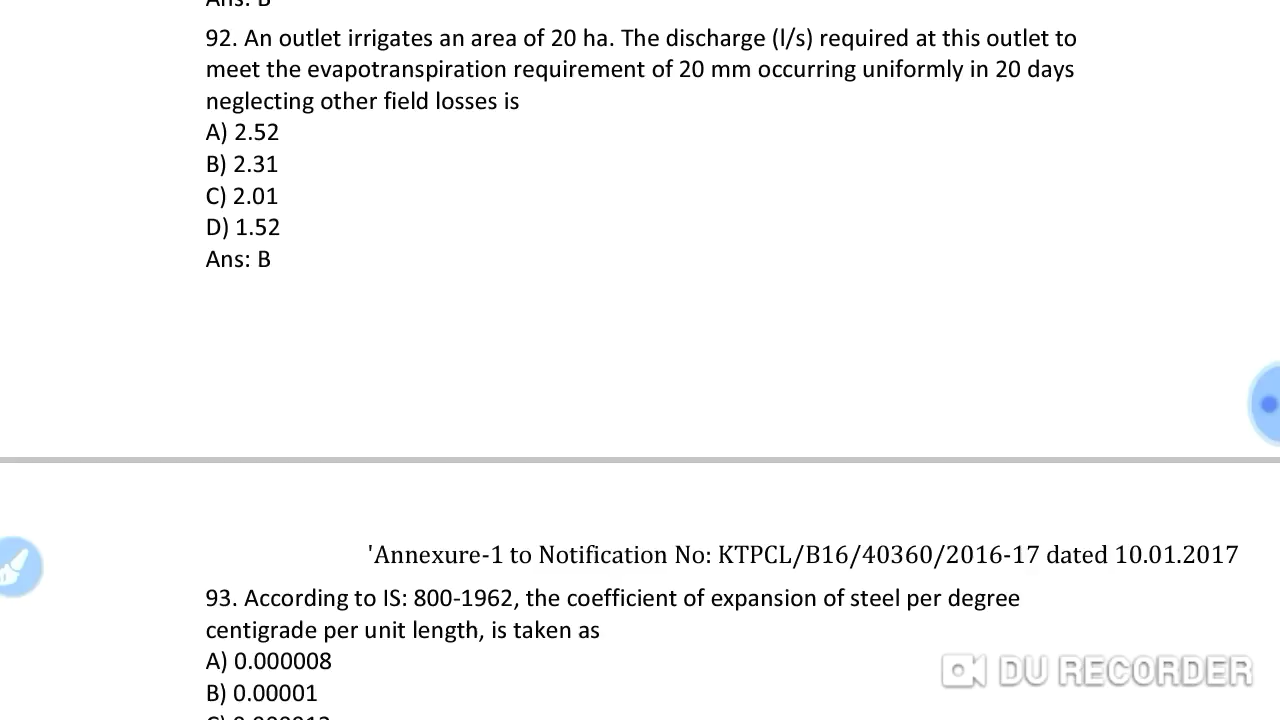 Ans: B
92. An outlet irrigates an area of 20 ha. The discharge (l/s) required at this outlet to
meet the evapotranspiration requirement of 20 mm occurring uniformly in 20 days
neglecting other field losses is
A) 2.52
B) 2.31
C) 2.01
D) 1.52
Ans: B
'Annexure-1 to Notification No: KTPCL/B16/40360/2016-17 dated 10.01.2017
93. According to IS: 800-1962, the coefficient of expansion of steel per degree
centigrade per unit length, is taken as
A) 0.000008
B) 0.00001
C) 0.000012
DU RECORDER